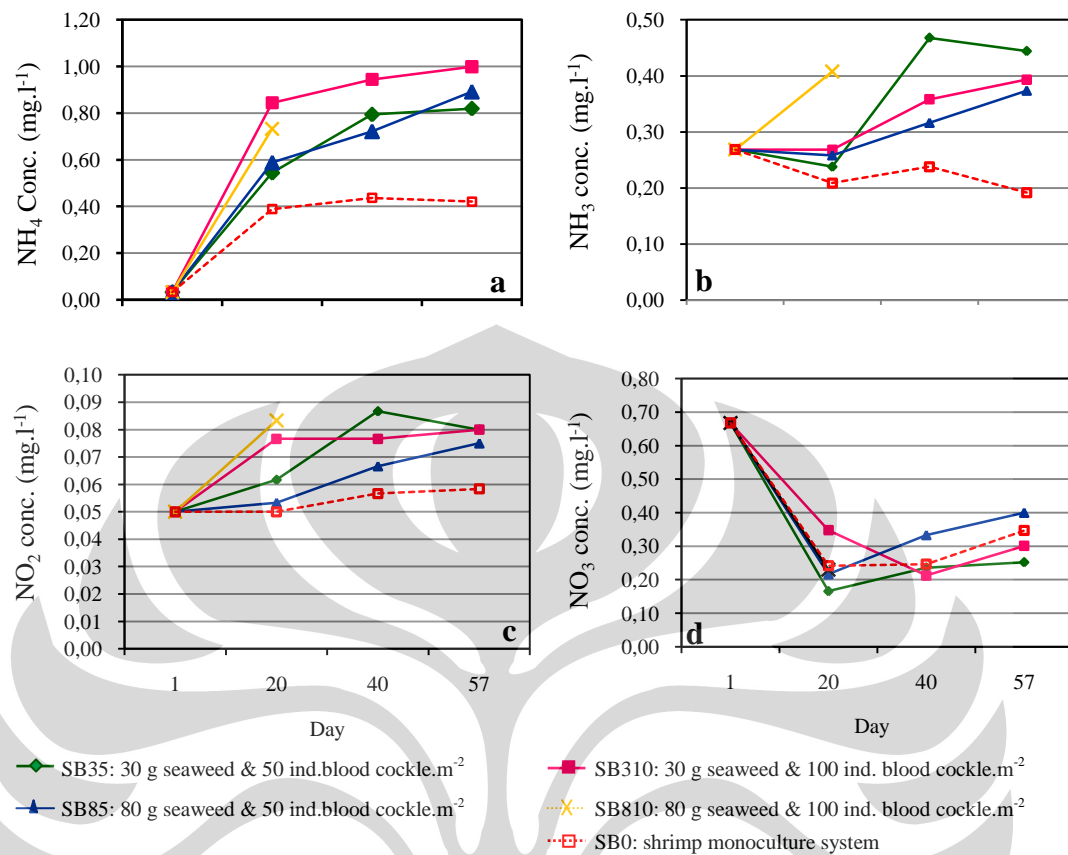 1,20
1,00
0,80
0,60
0,40
0,20
0,00
NH4 Conc. (mg.l-1)
a
0,50
0,40
0,30
0,20
0,10
0,00
NH3 conc. (mg.l-1)
b
0,10
0,09
0,08
0,07
0,06
0,05
0,04
0,03
0,02
0,01
0,00
NO2 conc. (mg.l-1)
c
1 20 40 57
Day
0,80
0,70
0,60
0,50
0,40
0,30
0,20
0,10
0,00
NO3 conc. (mg.l-1)
d
1 20 40 57
Day
SB35: 30 g seaweed & 50 ind.blood cockle.m-2
SB310: 30 g seaweed & 100 ind. blood cockle.m-2
SB85: 80 g seaweed & 50 ind.blood cockle.m-2
SB810: 80 g seaweed & 100 ind. blood cockle.m-2
SB0: shrimp monoculture system